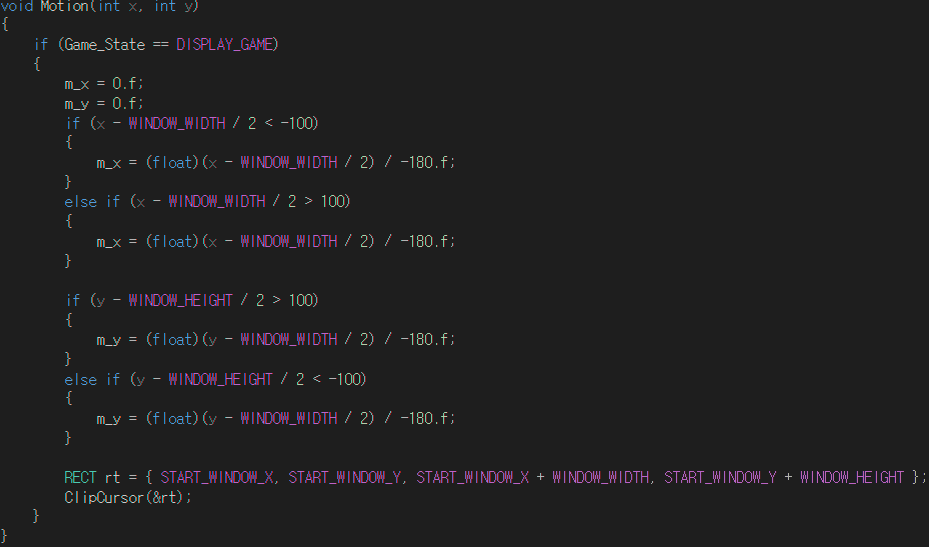 void Motion(int x, int y)
{
    if (Game_State == DISPLAY_GAME)
    {
        m_x = 0.f;
        m_y = 0.f;
        if (x - WINDOW_WIDTH / 2 < -100)
        {
            m_x = (float)(x - WINDOW_WIDTH / 2) / -180.f;
        }
        else if (x - WINDOW_WIDTH / 2 > 100)
        {
            m_x = (float)(x - WINDOW_WIDTH / 2) / -180.f;
        }

        if (y - WINDOW_HEIGHT / 2 > 100)
        {
            m_y = (float)(y - WINDOW_WIDTH / 2) / -180.f;
        }
        else if (y - WINDOW_HEIGHT / 2 < -100)
        {
            m_y = (float)(y - WINDOW_WIDTH / 2) / -180.f;
        }

        RECT rt = { START_WINDOW_X, START_WINDOW_Y, START_WINDOW_X + WINDOW_WIDTH, START_WINDOW_Y + WINDOW_HEIGHT };
        ClipCursor(&rt);
    }
}